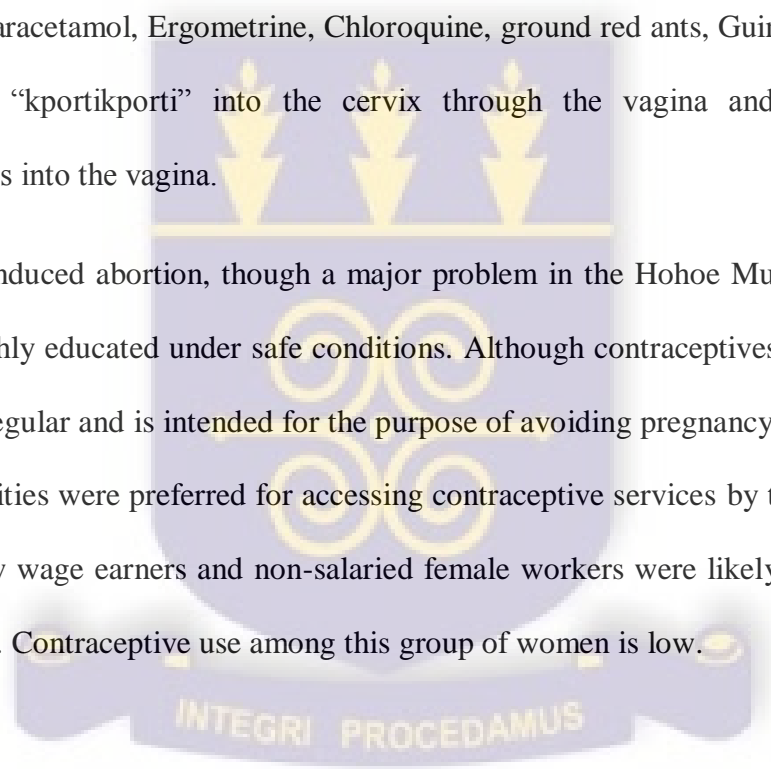 aracetamol, Ergometrine, Chloroquine, ground red ants, Guin
“kportikporti” into the cervix through the vagina and
s into the vagina.
nduced abortion, though a major problem in the Hohoe Mu
hly educated under safe conditions. Although contraceptives
egular and is intended for the purpose of avoiding pregnancy
ities were preferred for accessing contraceptive services by t
wage earners and non-salaried female workers were likely
. Contraceptive use among this group of women is low.
INTEGRI PROCEDAMUS